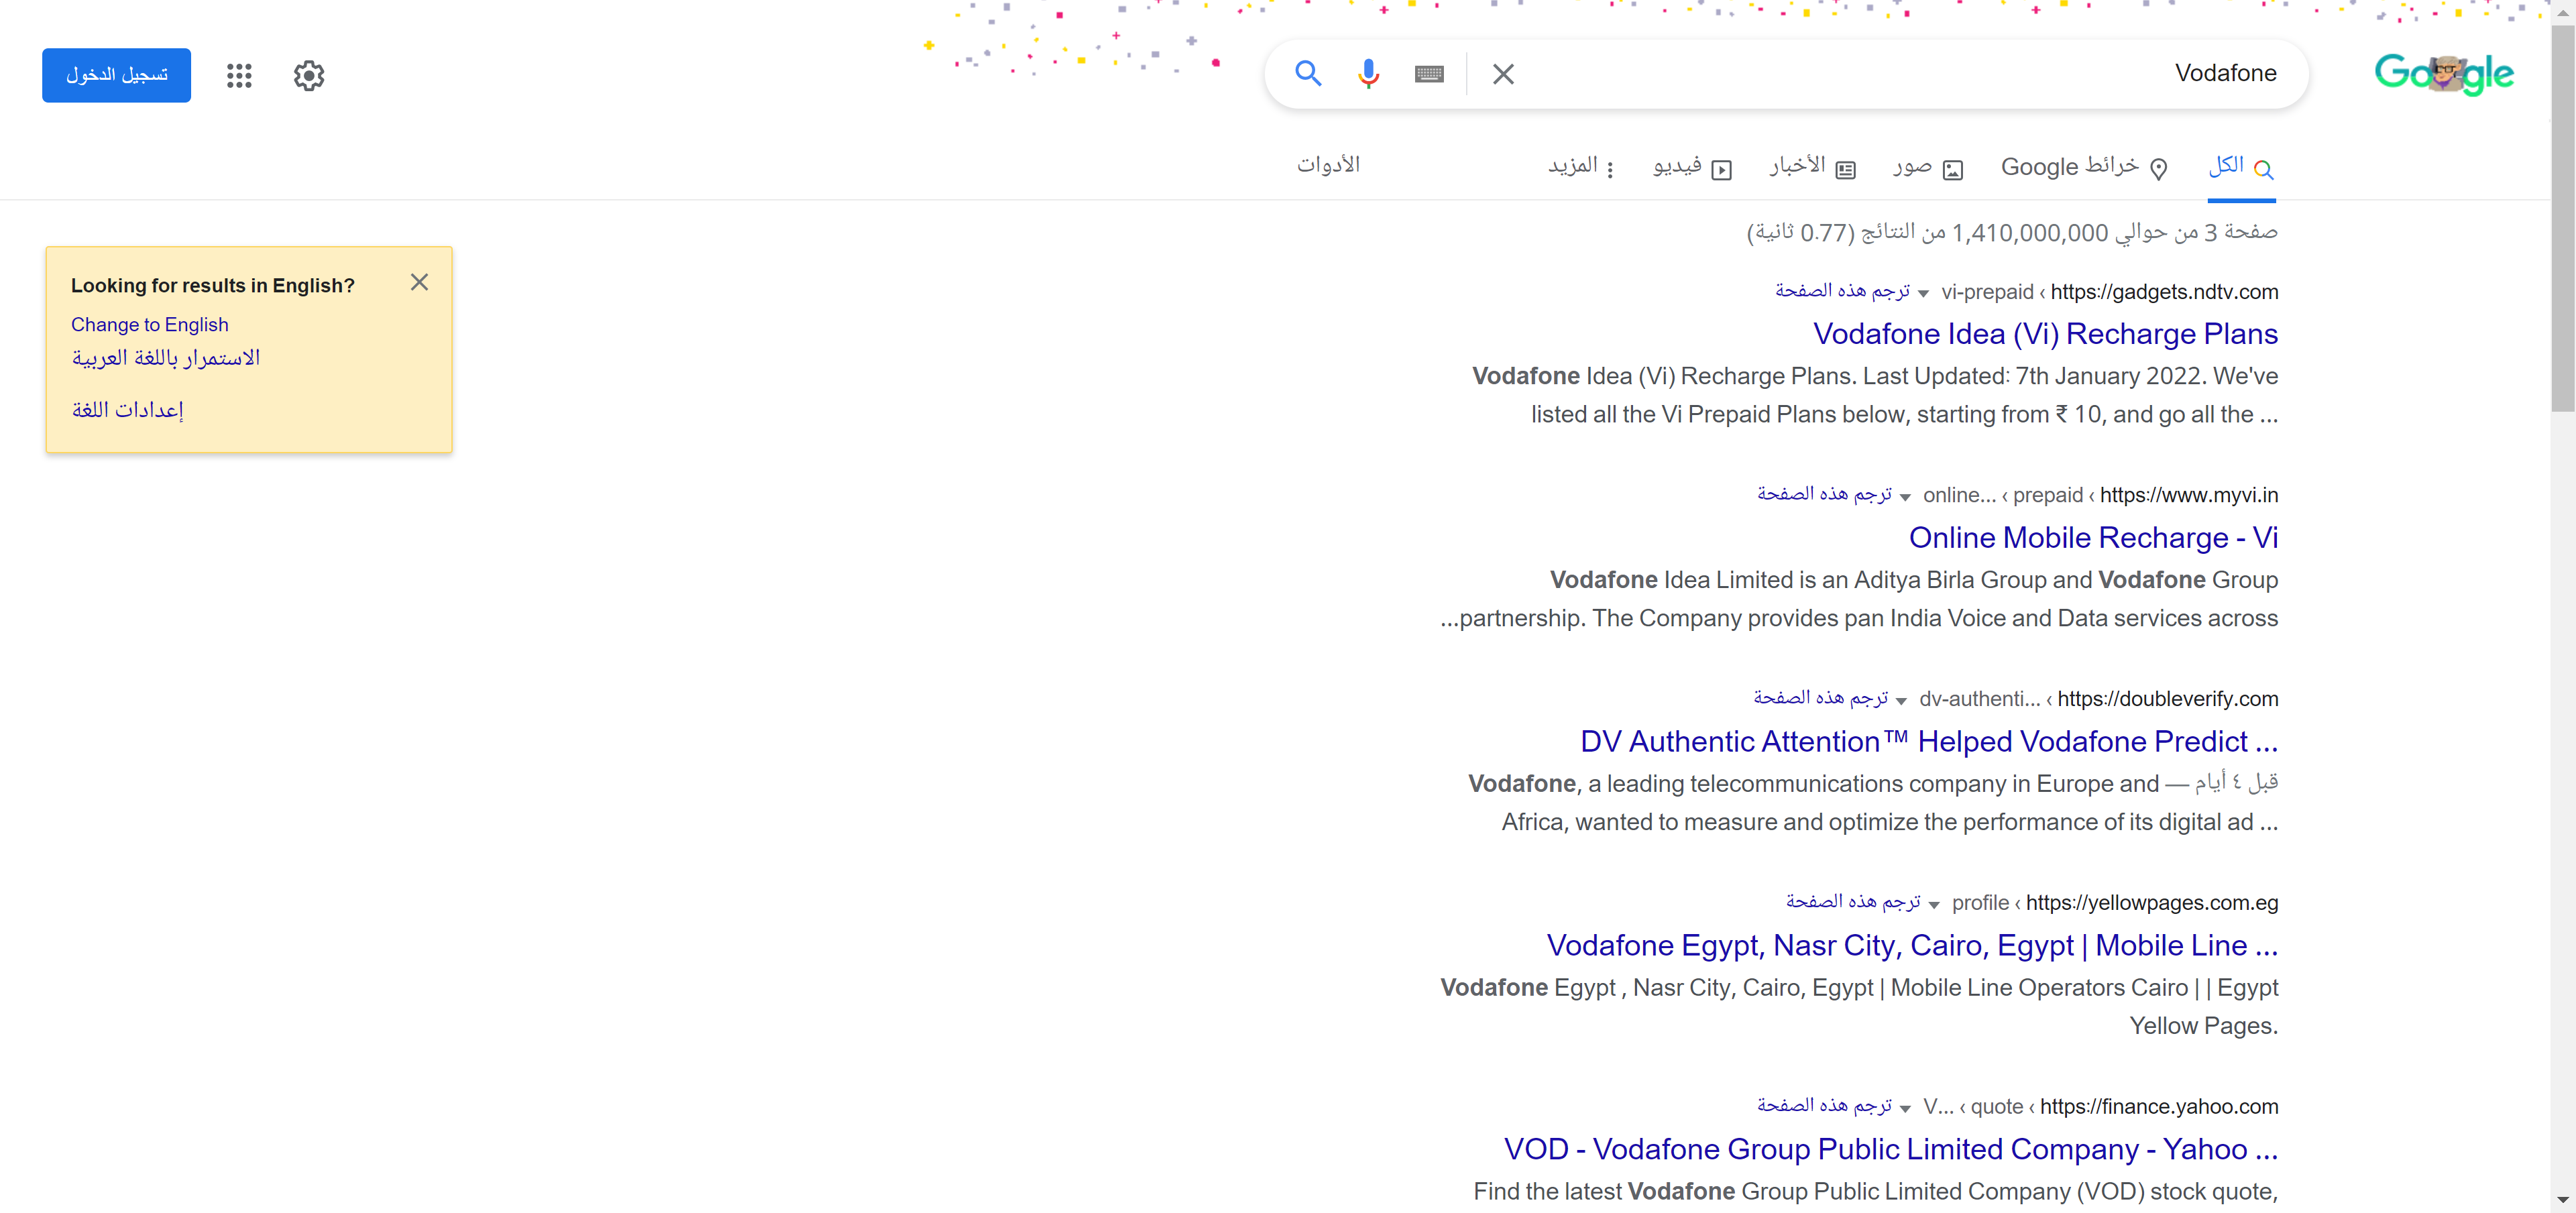 Google
Vodafone
تسجيل الدخول
الكل
خرائط Google
صور
الأخبار
فيديو
المزيد
الأدوات
صفحة 3 من حوالي 1,410,000,000 من النتائج (0.77 ثانية)
Looking for results in English?
Change to English
الاستمرار باللغة العربية
إعدادات اللغة
https://gadgets.ndtv.com › vi-prepaid ترجم هذه الصفحة
Vodafone Idea (Vi) Recharge Plans
Vodafone Idea (Vi) Recharge Plans. Last Updated: 7th January 2022. We've
listed all the Vi Prepaid Plans below, starting from ₹ 10, and go all the ...
https://www.myvi.in › prepaid › online... ترجم هذه الصفحة
Online Mobile Recharge - Vi
Vodafone Idea Limited is an Aditya Birla Group and Vodafone Group
partnership. The Company provides pan India Voice and Data services across...
https://doubleverify.com › dv-authenti... ترجم هذه الصفحة
DV Authentic Attention™ Helped Vodafone Predict ...
قبل ٤ أيام — Vodafone, a leading telecommunications company in Europe and
Africa, wanted to measure and optimize the performance of its digital ad ...
https://yellowpages.com.eg › profile ترجم هذه الصفحة
Vodafone Egypt, Nasr City, Cairo, Egypt | Mobile Line ...
Vodafone Egypt , Nasr City, Cairo, Egypt | Mobile Line Operators Cairo | | Egypt
Yellow Pages.
https://finance.yahoo.com › quote › V... ترجم هذه الصفحة
VOD - Vodafone Group Public Limited Company - Yahoo ...
Find the latest Vodafone Group Public Limited Company (VOD) stock quote,